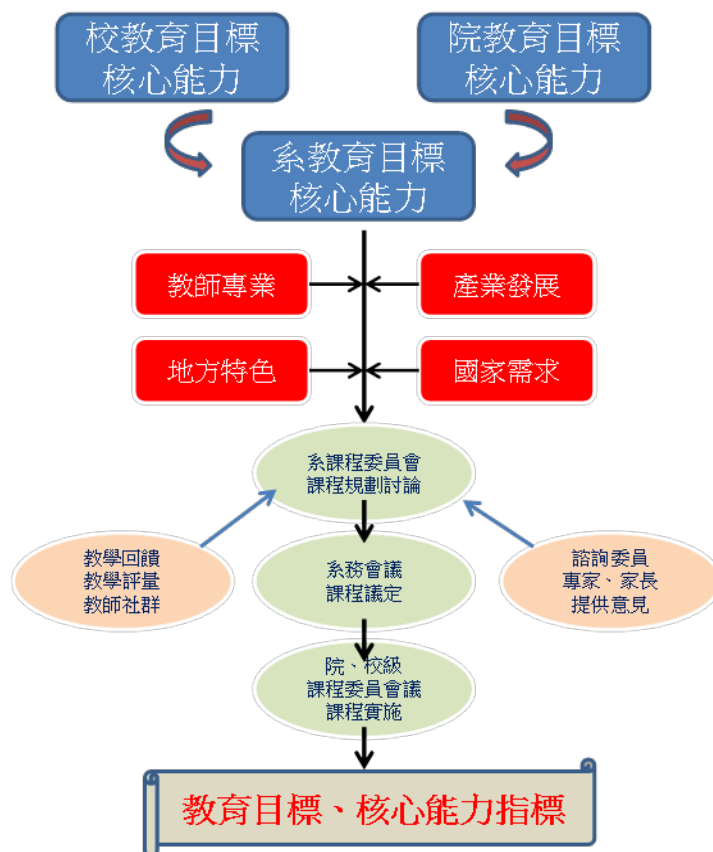 校教育目標
核心能力
院教育目標
核心能力
系教育目標
核心能力
教師專業
產業發展
地方特色
國家需求
系課程委員會
課程規劃討論
教學回饋
教學評量
教師社群
系務會議
課程議定
諮詢委員
專家、家長
提供意見
院、校級
課程委員會議
課程實施
教育目標、核心能力指標